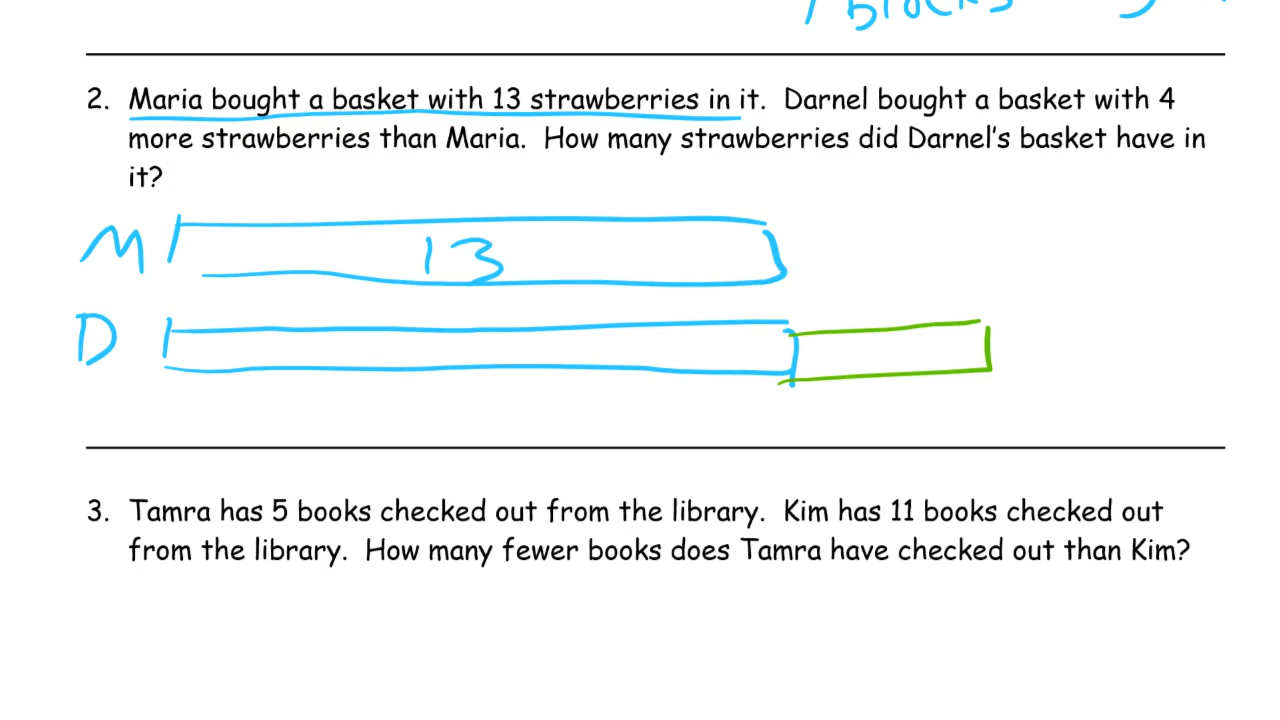 blocks
2. Maria bought a basket with 13 strawberries in it. Darnel bought a basket with 4
more strawberries than Maria. How many strawberries did Darnel's basket have in
it?
M 13
D
3. Tamra has 5 books checked out from the library. Kim has 11 books checked out
from the library. How many fewer books does Tamra have checked out than Kim?